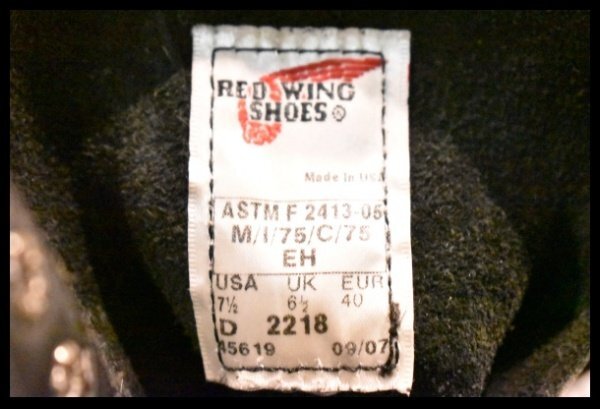 RED WING
SHOES®
Made In USA
ASTM F 2413-05
M/I/75/C/75
EH
USA UK EUR
7½ 6½ 40
D 2218
45619 09/07